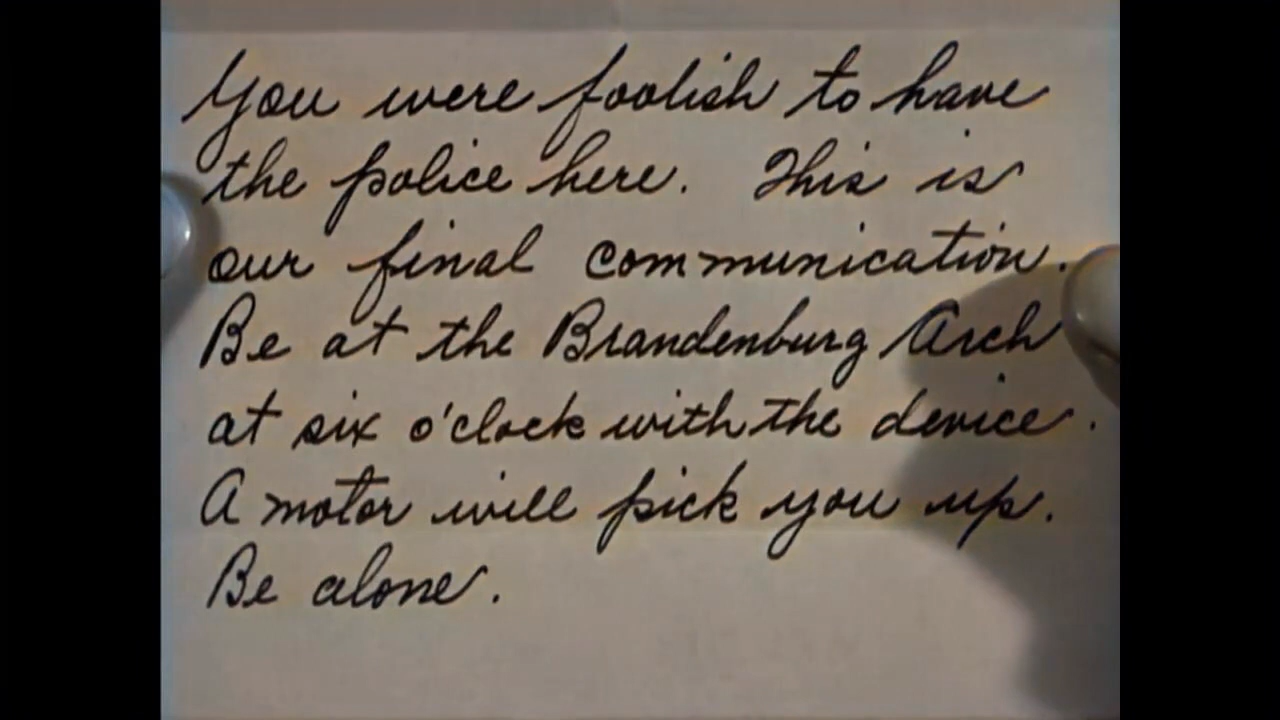 You were foolish to have
the police here. This is
our final communication.
Be at the Brandenburg Arch
at six o'clock with the device.
A motor will pick you up.
Be alone.